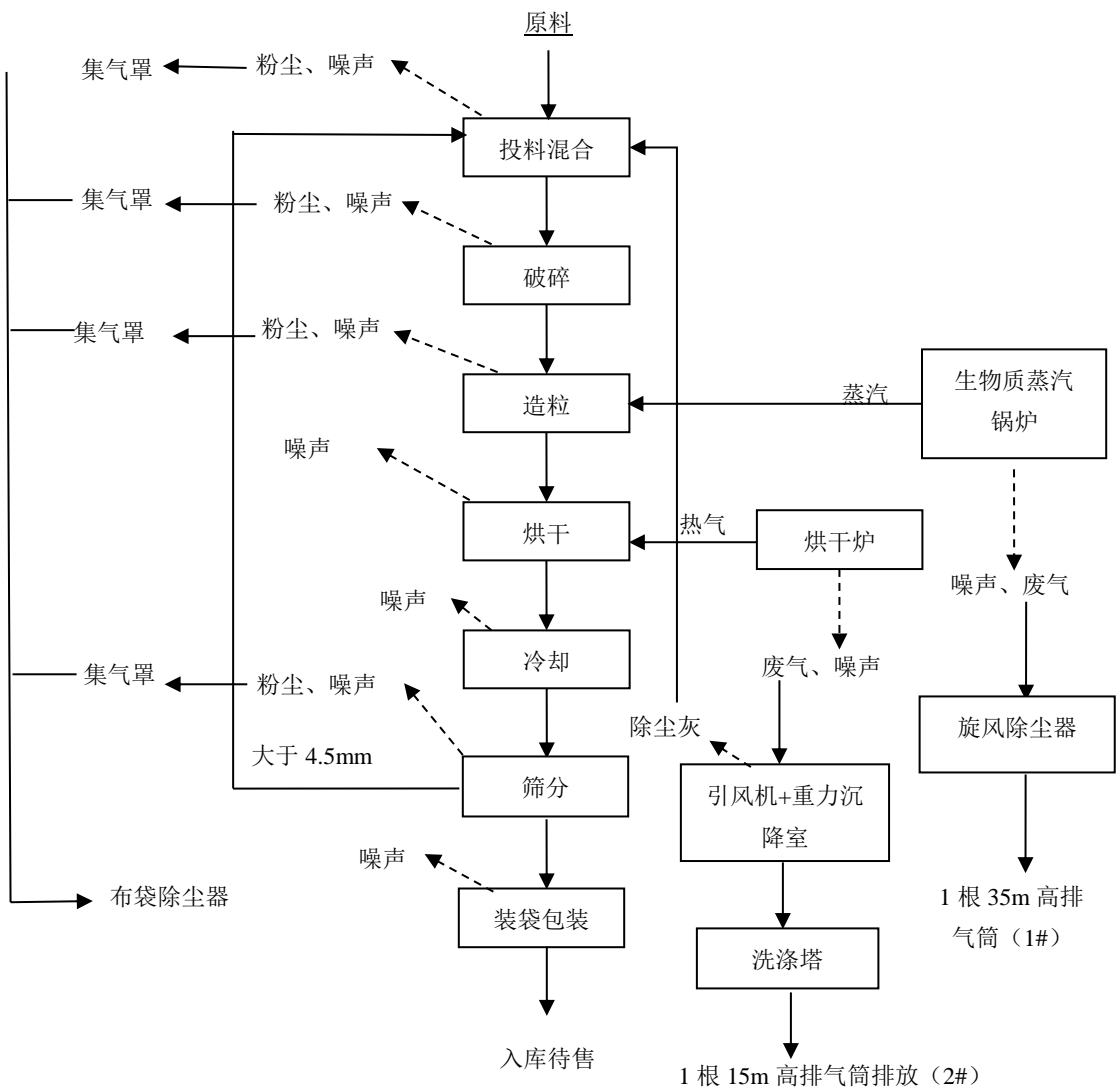 原料
集气罩
粉尘、噪声
投料混合
集气罩
粉尘、噪声
破碎
集气罩
粉尘、噪声
造粒
蒸汽
生物质蒸汽
锅炉
噪声
烘干
热气
烘干炉
噪声、废气
噪声
冷却
废气、噪声
集气罩
粉尘、噪声
除尘灰
旋风除尘器
大于 4.5mm
筛分
引风机+重力沉
降室
噪声
布袋除尘器
装袋包装
1 根 35m 高排
气筒（1#）
洗涤塔
入库待售
1 根 15m 高排气筒排放（2#）